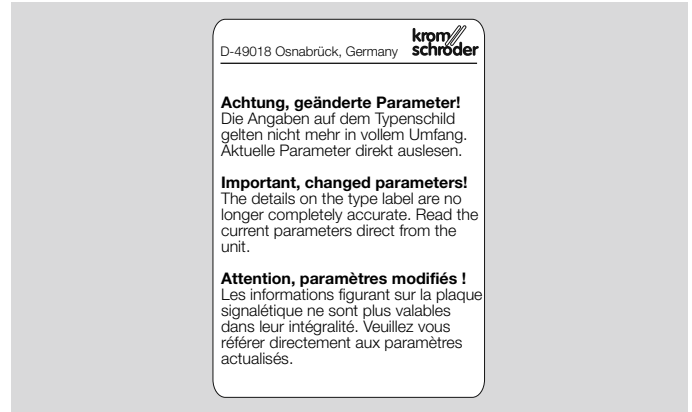 D-49018 Osnabrück, Germany
krom
schröder
Achtung, geänderte Parameter!
Die Angaben auf dem Typenschild
gelten nicht mehr in vollem Umfang.
Aktuelle Parameter direkt auslesen.
Important, changed parameters!
The details on the type label are no
longer completely accurate. Read the
current parameters direct from the
unit.
Attention, paramètres modifiés !
Les informations figurant sur la plaque
signalétique ne sont plus valables
dans leur intégralité. Veuillez vous
référer directement aux paramètres
actualisés.